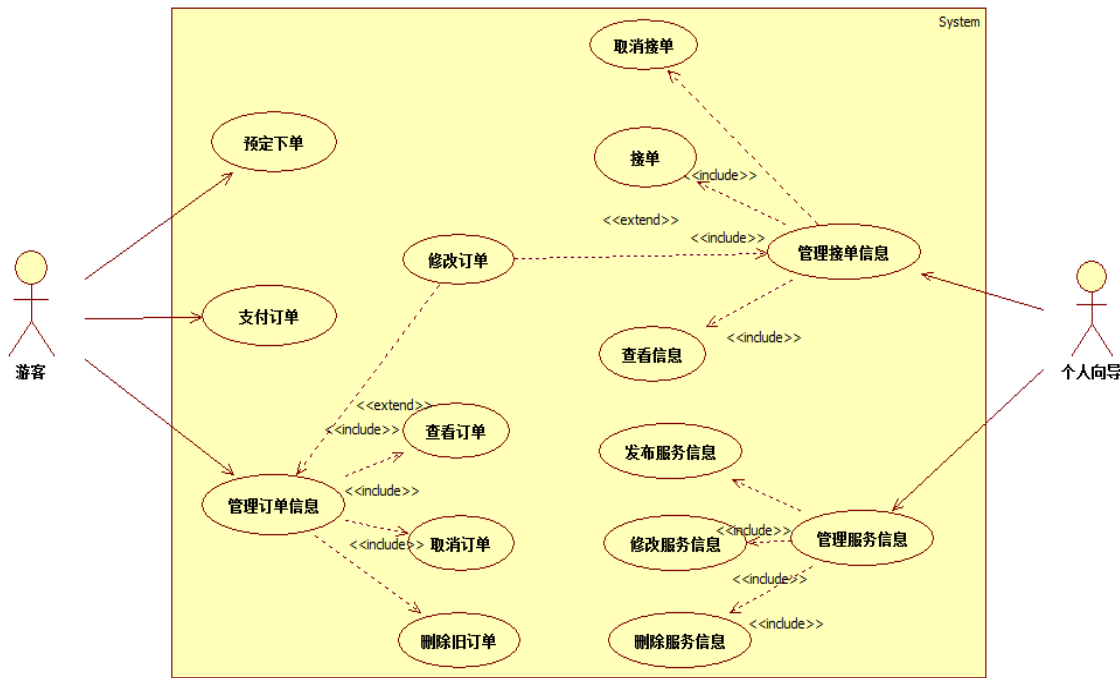 System
取消接单
预定下单
接单
<<include>>
<<extend>>
<<include>>
修改订单
管理接单信息
支付订单
<<include>>
查看信息
游客
个人向导
<<extend>>
<<include>>
查看订单
发布服务信息
<<include>>
管理订单信息
<<include>>
取消订单
<<include>>
修改服务信息
管理服务信息
<<include>>
<<include>>
删除旧订单
删除服务信息